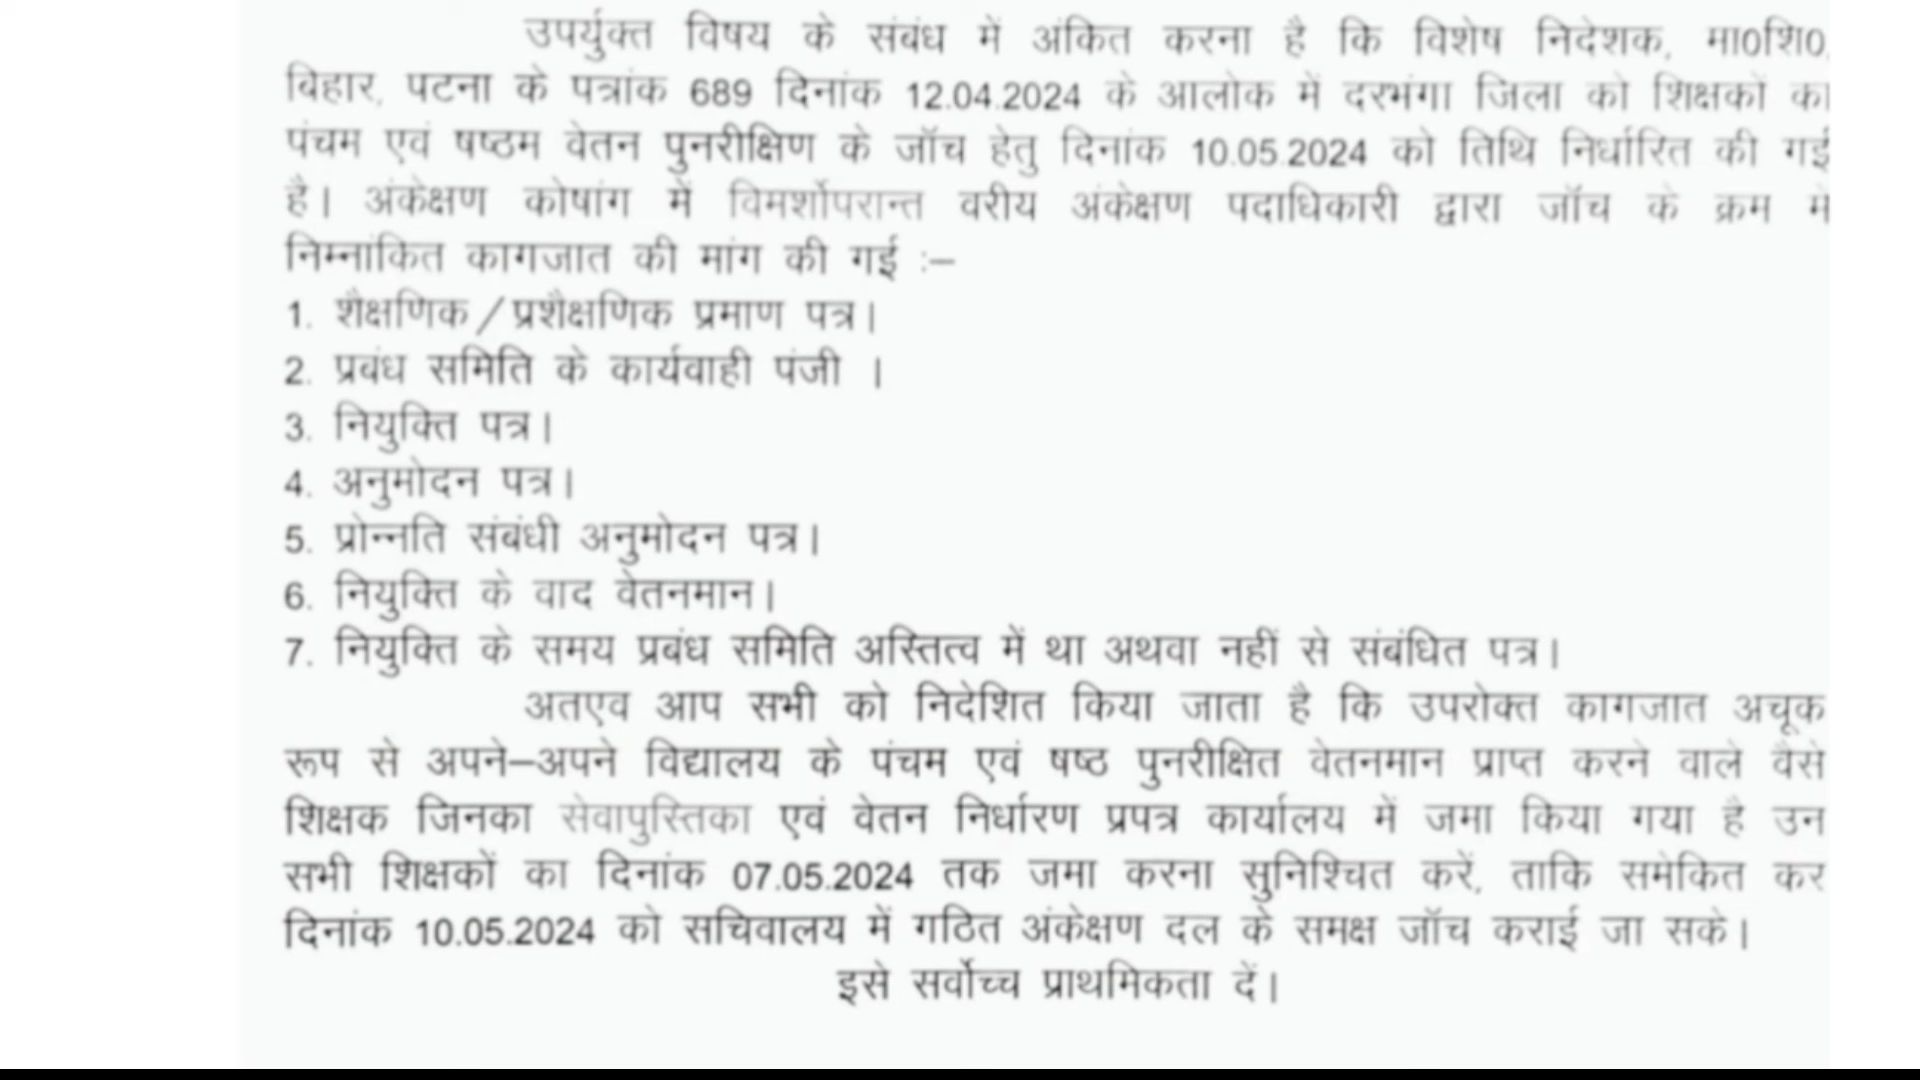 उपर्युक्त विषय के संबंध में अंकित करना है कि विशेष निदेशक, मा0शि0,
बिहार, पटना के पत्रांक 689 दिनांक 12.04.2024 के आलोक में दरभंगा जिला को शिक्षकों का
पंचम एवं षष्ठम वेतन पुनरीक्षिण के जॉच हेतु दिनांक 10.05.2024 को तिथि निर्धारित की गई
है। अंकेक्षण कोषांग में विमर्शोपरान्त वरीय अंकेक्षण पदाधिकारी द्वारा जॉच के क्रम में
निम्नांकित कागजात की मांग की गई :–
1. शैक्षणिक/प्रशैक्षणिक प्रमाण पत्र।
2. प्रबंध समिति के कार्यवाही पंजी ।
3. नियुक्ति पत्र।
4. अनुमोदन पत्र।
5. प्रोन्नति संबंधी अनुमोदन पत्र।
6. नियुक्ति के वाद वेतनमान।
7. नियुक्ति के समय प्रबंध समिति अस्तित्व में था अथवा नहीं से संबंधित पत्र।
अतएव आप सभी को निदेशित किया जाता है कि उपरोक्त कागजात अचूक
रूप से अपने–अपने विद्यालय के पंचम एवं षष्ठ पुनरीक्षित वेतनमान प्राप्त करने वाले वैसे
शिक्षक जिनका सेवापुस्तिका एवं वेतन निर्धारण प्रपत्र कार्यालय में जमा किया गया है उन
सभी शिक्षकों का दिनांक 07.05.2024 तक जमा करना सुनिश्चित करें, ताकि समेकित कर
दिनांक 10.05.2024 को सचिवालय में गठित अंकेक्षण दल के समक्ष जॉच कराई जा सके।
इसे सर्वोच्च प्राथमिकता दें।